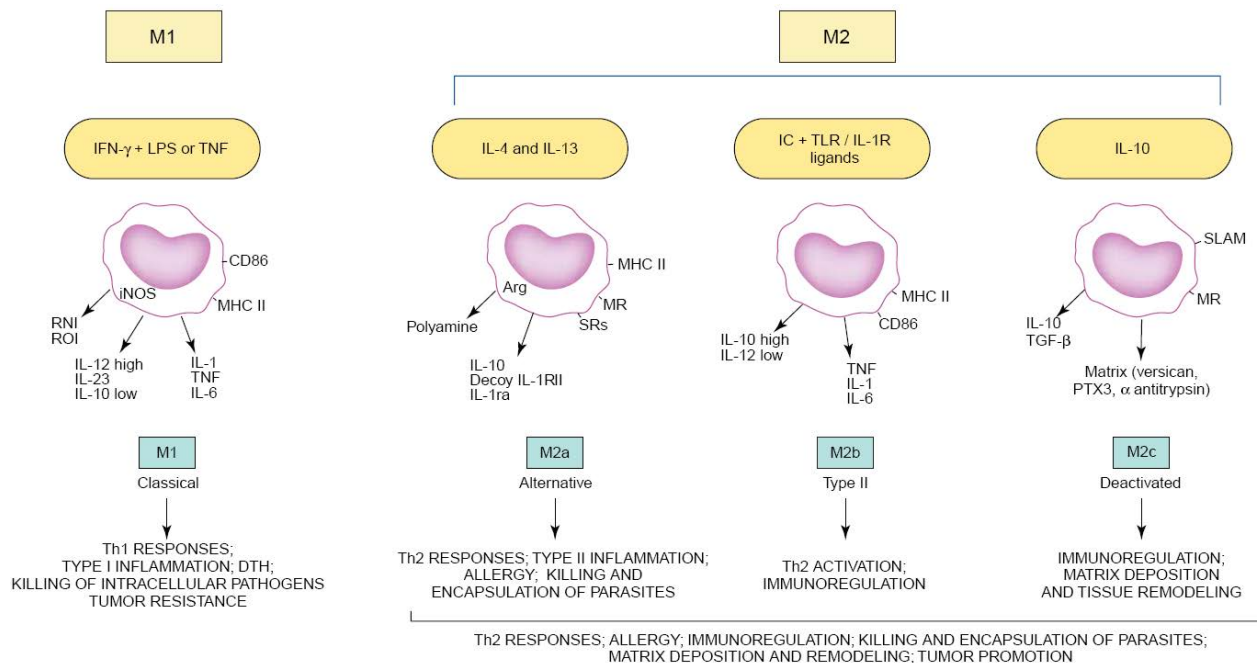 M1
M2
IFN-γ + LPS or TNF
IL-4 and IL-13
IC + TLR / IL-1R
ligands
IL-10
CD86
MHC II
iNOS
RNI
ROI
IL-12 high
IL-23
IL-10 low
IL-1
TNF
IL-6
MHC II
MR
SRs
Arg
Polyamine
IL-10
Decoy IL-1RII
IL-1ra
MHC II
CD86
IL-10 high
IL-12 low
TNF
IL-1
IL-6
SLAM
MR
IL-10
TGF-β
Matrix (versican,
PTX3, α antitrypsin)
M1
Classical
M2a
Alternative
M2b
Type II
M2c
Deactivated
Th1 RESPONSES;
TYPE I INFLAMMATION; DTH;
KILLING OF INTRACELLULAR PATHOGENS
TUMOR RESISTANCE
Th2 RESPONSES; TYPE II INFLAMMATION;
ALLERGY; KILLING AND
ENCAPSULATION OF PARASITES
Th2 ACTIVATION;
IMMUNOREGULATION
IMMUNOREGULATION;
MATRIX DEPOSITION
AND TISSUE REMODELING
Th2 RESPONSES; ALLERGY; IMMUNOREGULATION; KILLING AND ENCAPSULATION OF PARASITES;
MATRIX DEPOSITION AND REMODELING; TUMOR PROMOTION